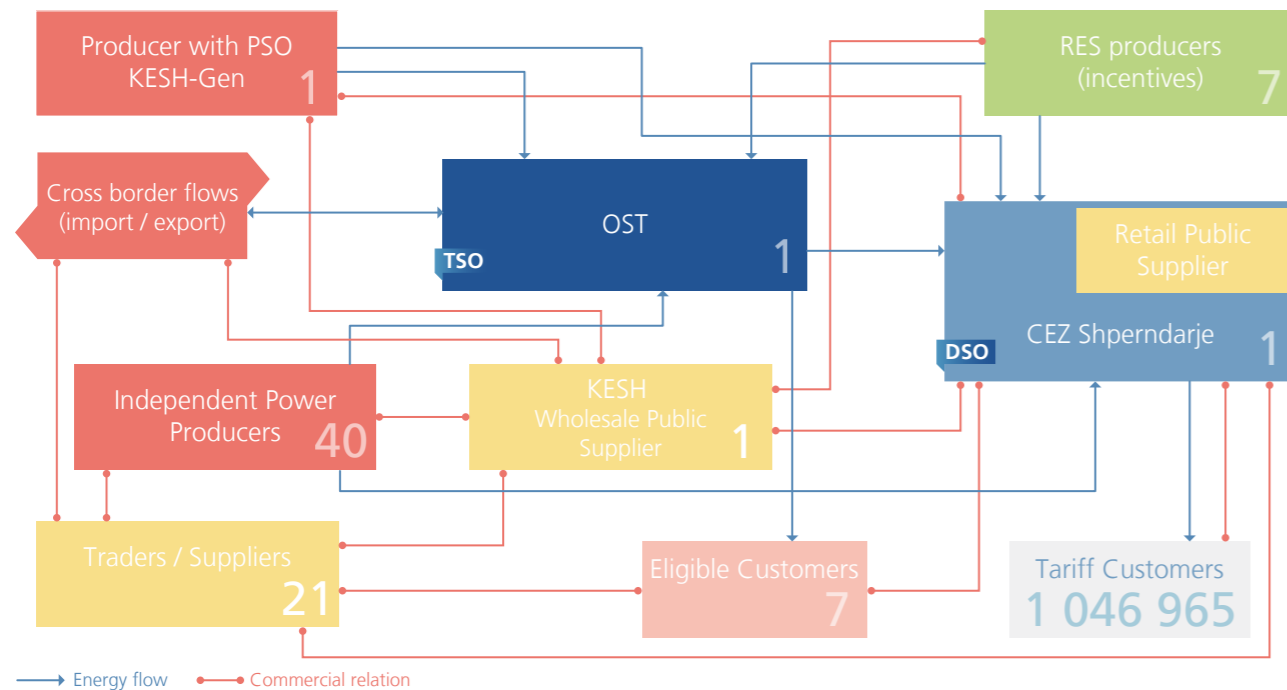 Producer with PSO
KESH-Gen
1
RES producers
(incentives)
7
Cross border flows
(import / export)
OST
1
TSO
Retail Public
Supplier
CEZ Shperndarje
1
DSO
Independent Power
Producers
40
KESH
Wholesale Public
Supplier
1
Traders / Suppliers
21
Eligible Customers
7
Tariff Customers
1 046 965
Energy flow
Commercial relation